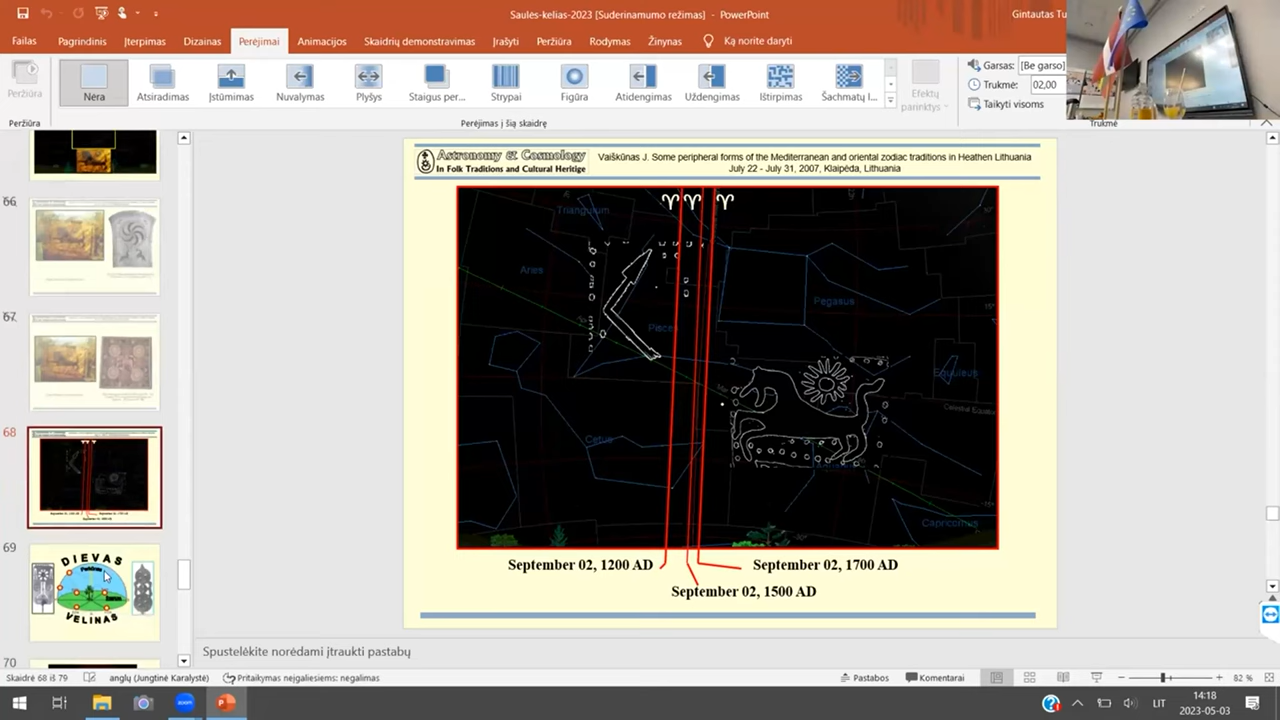 Saulės-kelias-2023 [Suderinamumo režimas] - PowerPoint
Gintautas Tu
Failas Pagrindinis Įterpimas Dizainas Perėjimai Animacijos Skaidrių demonstravimas Įrašyti Peržiūra Rodymas Žinynas Ką norite daryti
Peržiūra
Nėra Atsiradimas Įstūmimas Nuvalymas Plyšys Staigus per... Strypai Figūra Atidengimas Uždengimas Ištirpimas Šachmatų l...
Efektų
parinktys
Garsas: [Be garso]
Trukmė: 02,00
Taikyti visoms
Peržiūra
Perėjimas į šią skaidrę
Trukmė
66
67
68
69
DIEVAS
Perkūnas
VELINAS
70
Astronomy & Cosmology
In Folk Traditions and Cultural Heritige
Vaiškūnas J. Some peripheral forms of the Mediterranean and oriental zodiac traditions in Heathen Lithuania
July 22 - July 31, 2007, Klaipėda, Lithuania
♈ ♈ ♈
Triangulum
Aries
Pegasus
Pisces
Equuleus
Celestial Equator
Cetus
Capricornus
September 02, 1200 AD
September 02, 1700 AD
September 02, 1500 AD
Spustelėkite norėdami įtraukti pastabų
Skaidrė 68 iš 79 anglų (Jungtinė Karalystė) Pritaikymas neįgaliesiems: negalimas Pastabos Komentarai 82 %
LIT
14:18
2023-05-03